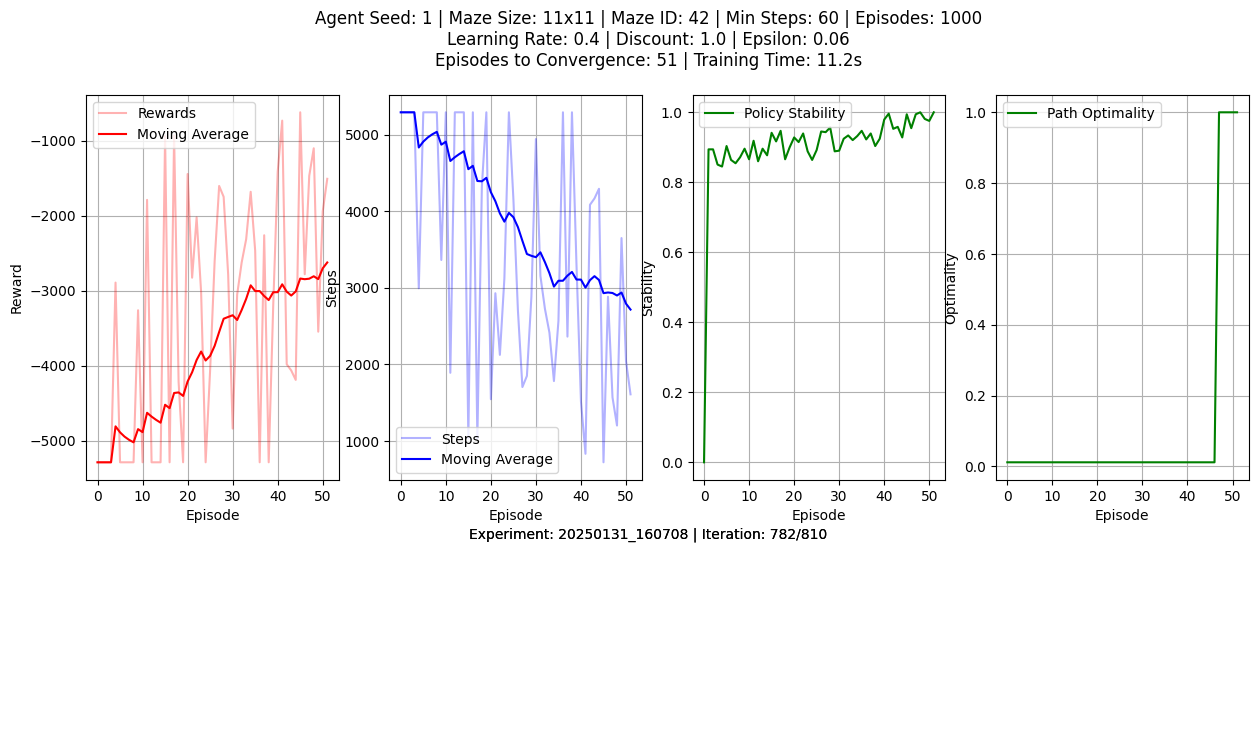 Agent Seed: 1 | Maze Size: 11x11 | Maze ID: 42 | Min Steps: 60 | Episodes: 1000
Learning Rate: 0.4 | Discount: 1.0 | Epsilon: 0.06
Episodes to Convergence: 51 | Training Time: 11.2s
Rewards
Moving Average
−1000
−2000
−3000
−4000
−5000
Reward
0 10 20 30 40 50
Episode
5000
4000
3000
2000
1000
Steps
Steps
Moving Average
0 10 20 30 40 50
Episode
Policy Stability
1.0
0.8
0.6
0.4
0.2
0.0
Stability
0 10 20 30 40 50
Episode
Path Optimality
1.0
0.8
0.6
0.4
0.2
0.0
Optimality
0 10 20 30 40 50
Episode
Experiment: 20250131_160708 | Iteration: 782/810